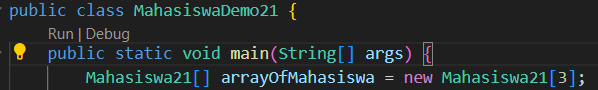 public class MahasiswaDemo21 {
Run | Debug
public static void main(String[] args) {
Mahasiswa21[] arrayOfMahasiswa = new Mahasiswa21[3];